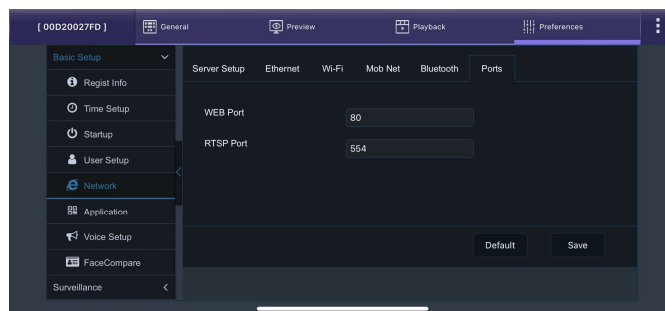 [ 00D20027FD ] General Preview Playback Preferences
Basic Setup
Regist Info
Time Setup
Startup
User Setup
Network
Application
Voice Setup
FaceCompare
Surveillance
Server Setup Ethernet Wi-Fi Mob Net Bluetooth Ports
WEB Port 80
RTSP Port 554
Default Save